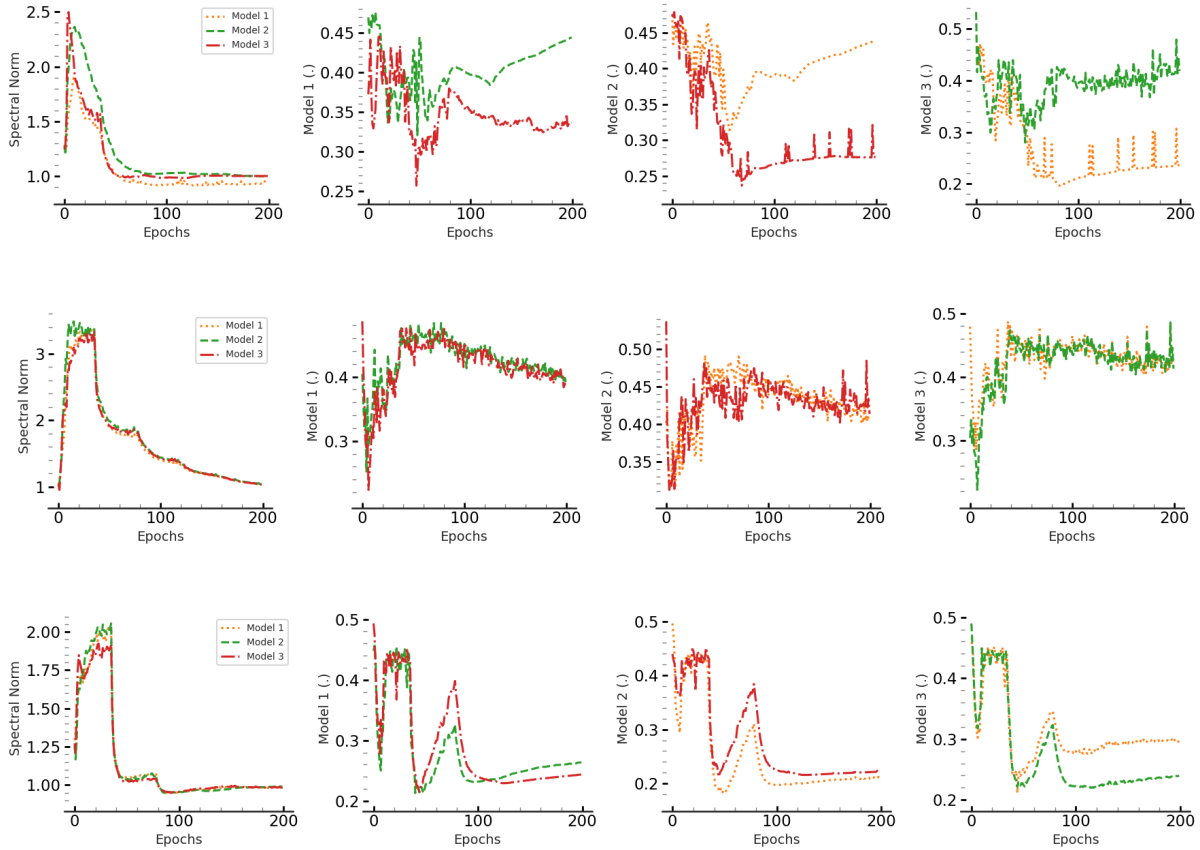 2.5
2.0
1.5
1.0
Spectral Norm
Model 1
Model 2
Model 3
0 100 200
Epochs
0.45
0.40
0.35
0.30
0.25
Model 1 (.)
0 100 200
Epochs
0.45
0.40
0.35
0.30
0.25
Model 2 (.)
0 100 200
Epochs
0.5
0.4
0.3
0.2
Model 3 (.)
0 100 200
Epochs
3
2
1
Spectral Norm
Model 1
Model 2
Model 3
0 100 200
Epochs
0.4
0.3
Model 1 (.)
0 100 200
Epochs
0.50
0.45
0.40
0.35
Model 2 (.)
0 100 200
Epochs
0.5
0.4
0.3
Model 3 (.)
0 100 200
Epochs
2.00
1.75
1.50
1.25
1.00
Spectral Norm
Model 1
Model 2
Model 3
0 100 200
Epochs
0.5
0.4
0.3
0.2
Model 1 (.)
0 100 200
Epochs
0.5
0.4
0.3
0.2
Model 2 (.)
0 100 200
Epochs
0.5
0.4
0.3
0.2
Model 3 (.)
0 100 200
Epochs